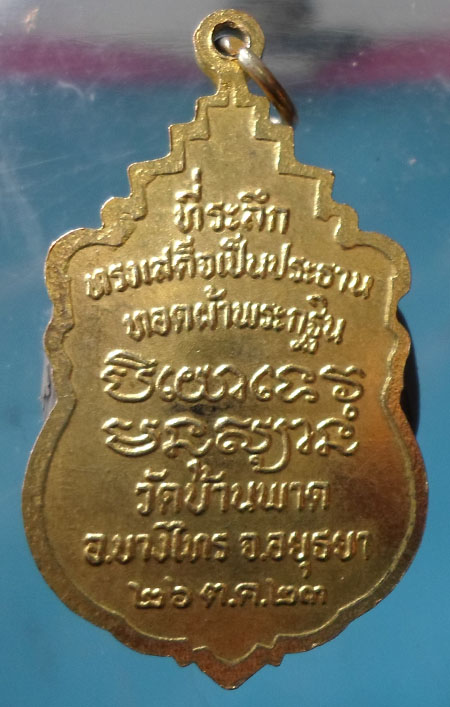 ที่ระลึก
ทรงเสด็จเป็นประธาน
ทอดผ้าพระกฐิน
วัดบ้านพาด
อ.บางไทร จ.อยุธยา
๒๖ ต.ค.๒๓